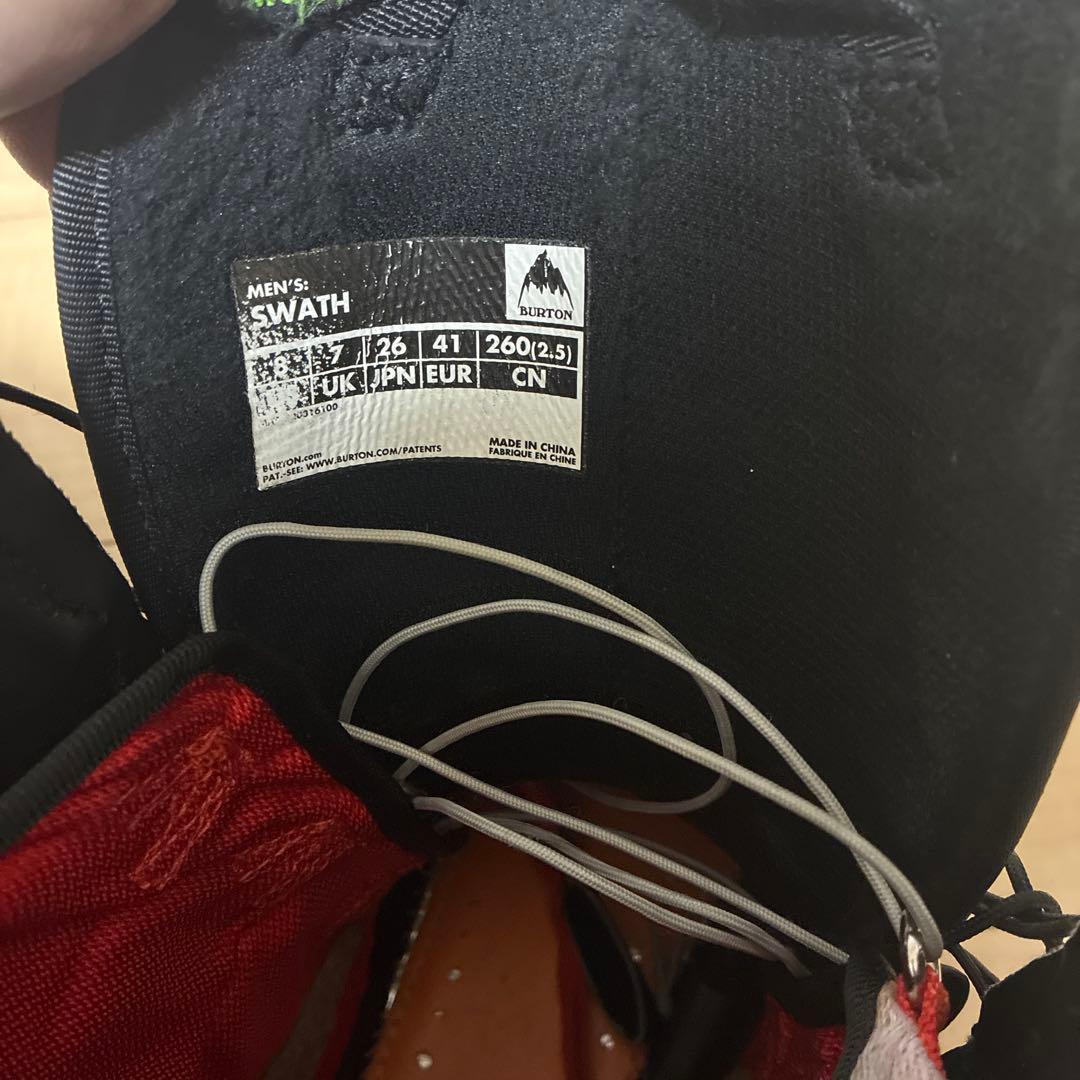 MEN'S:
SWATH
BURTON
8 7 26 41 260(2.5)
UK JPN EUR CN
BURTON.com
PAT.-SEE: WWW.BURTON.COM/PATENTS
MADE IN CHINA
FABRIQUE EN CHINE